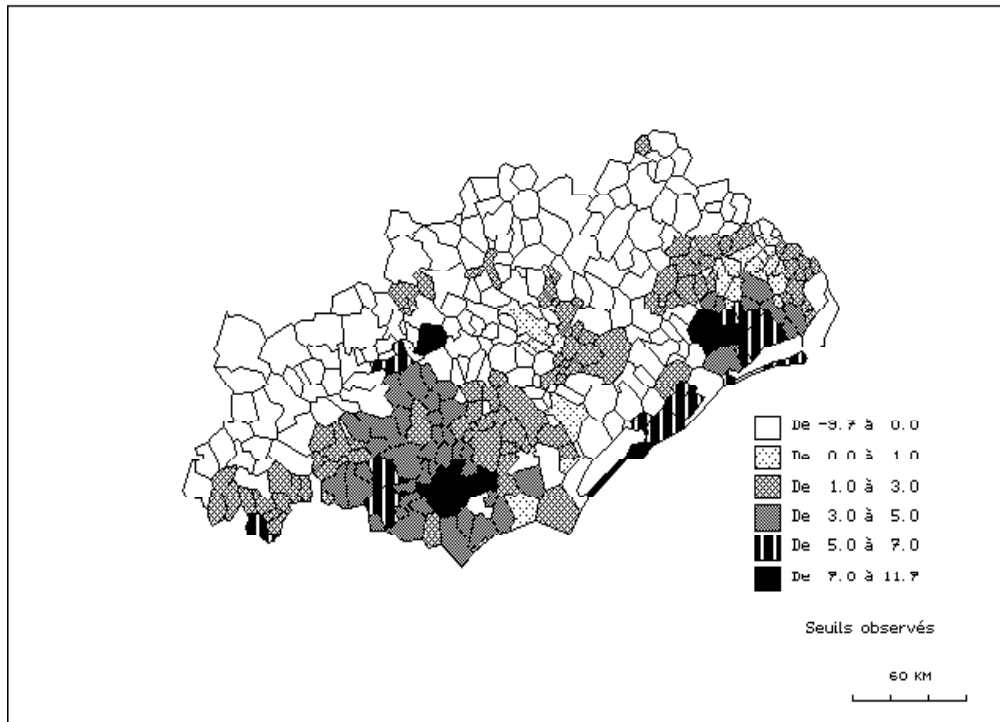 De -9.7 à 0.0
De 0.0 à 1.0
De 1.0 à 3.0
De 3.0 à 5.0
De 5.0 à 7.0
De 7.0 à 11.7
Seuils observés
60 KM